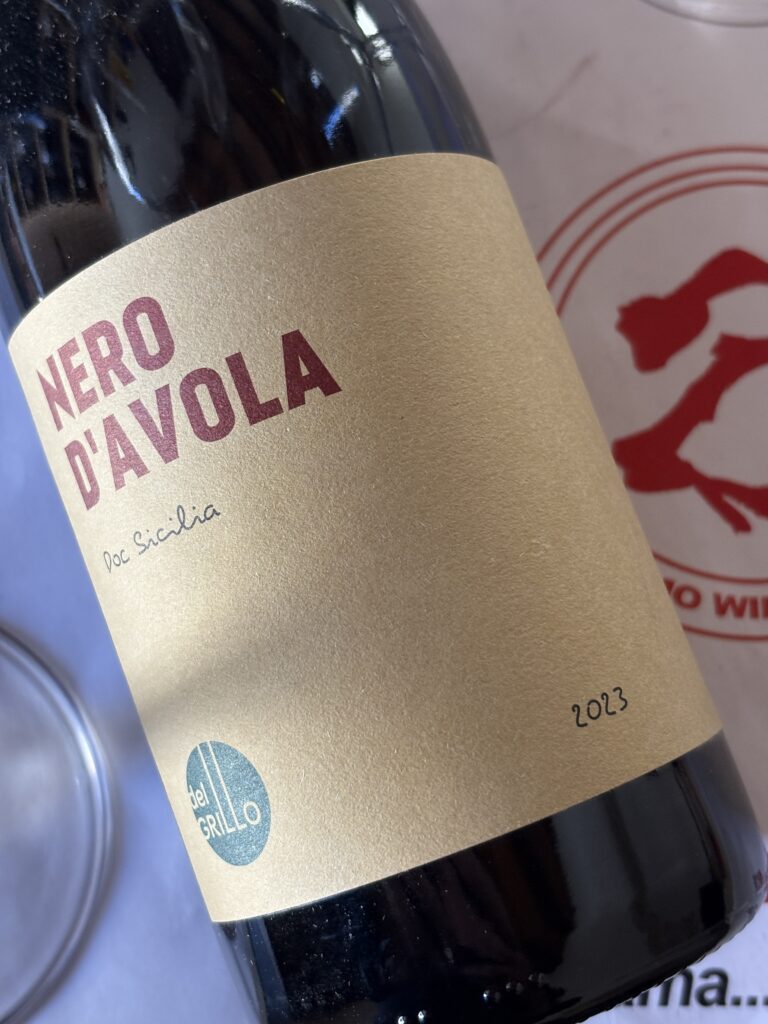 NERO
D'AVOLA
Doc Sicilia
2023
del
GRILLO